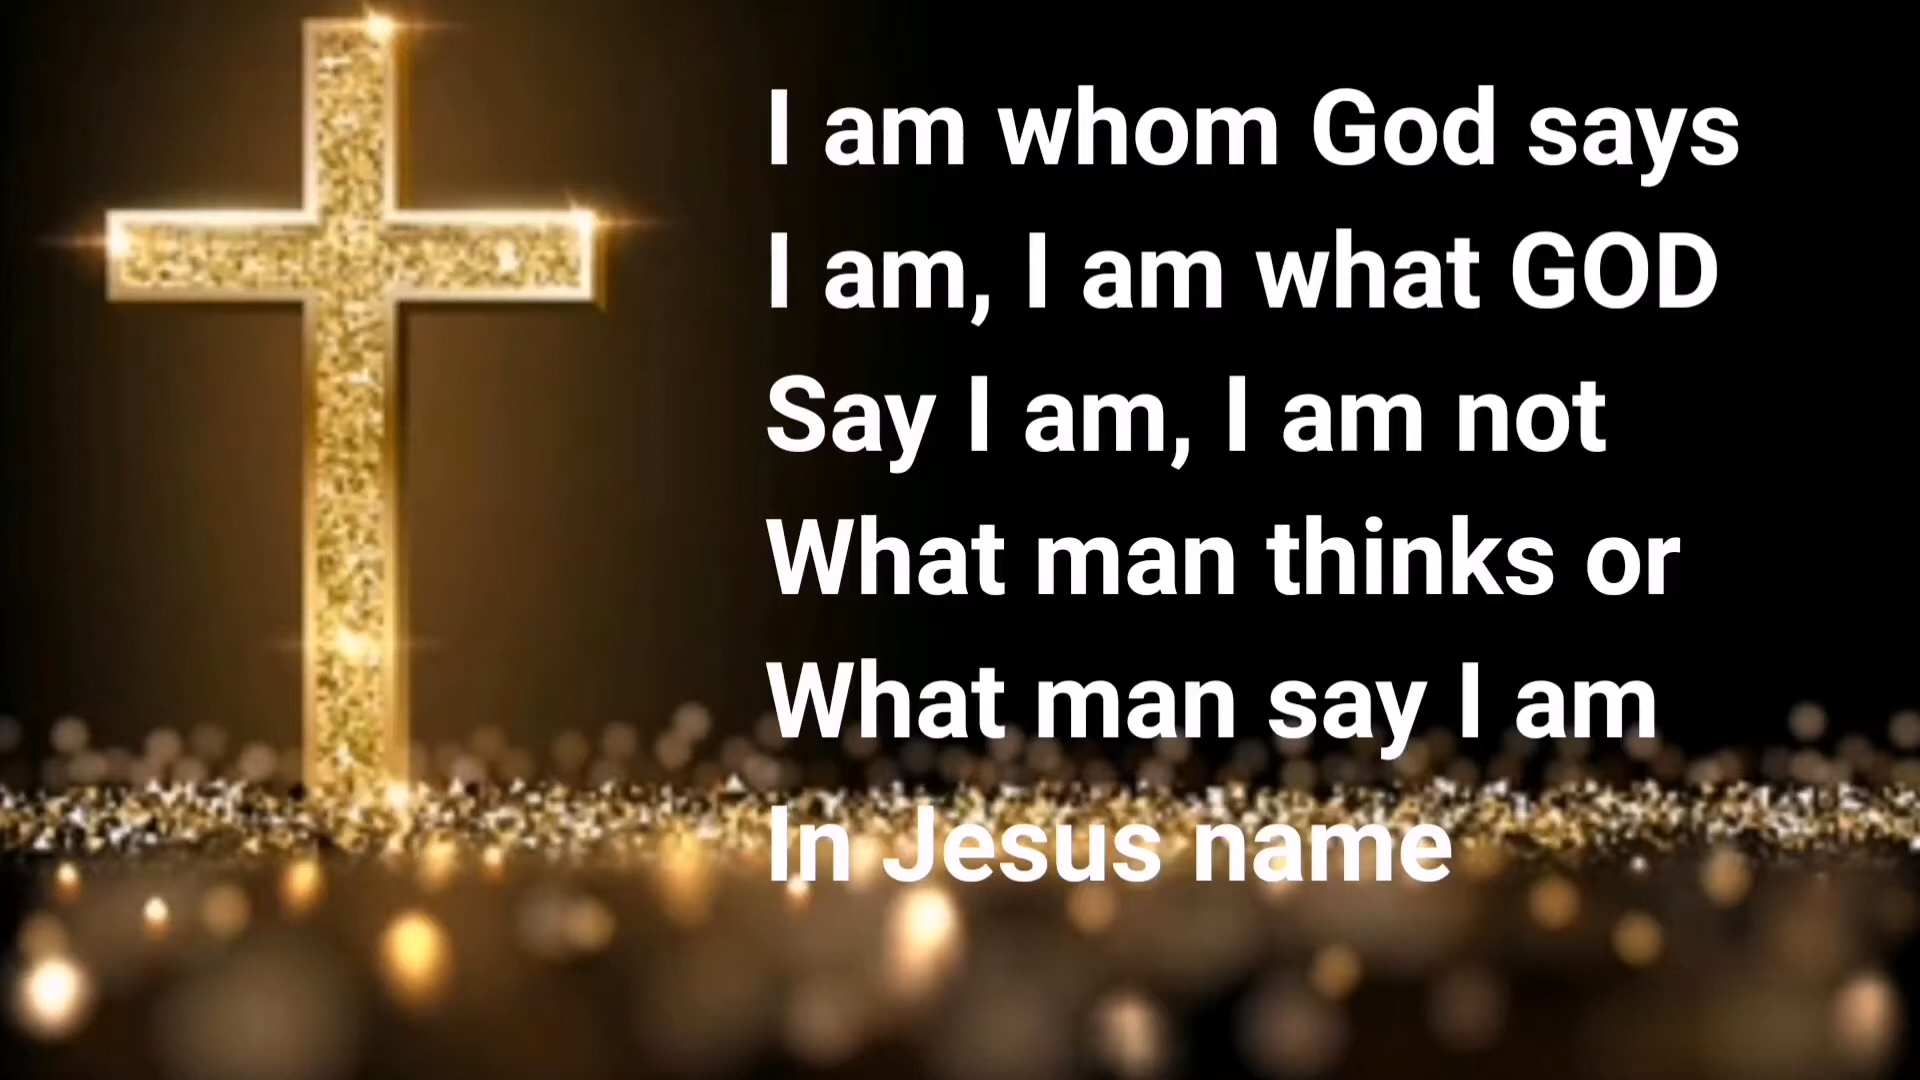 I am whom God says
I am, I am what GOD
Say I am, I am not
What man thinks or
What man say I am
In Jesus name